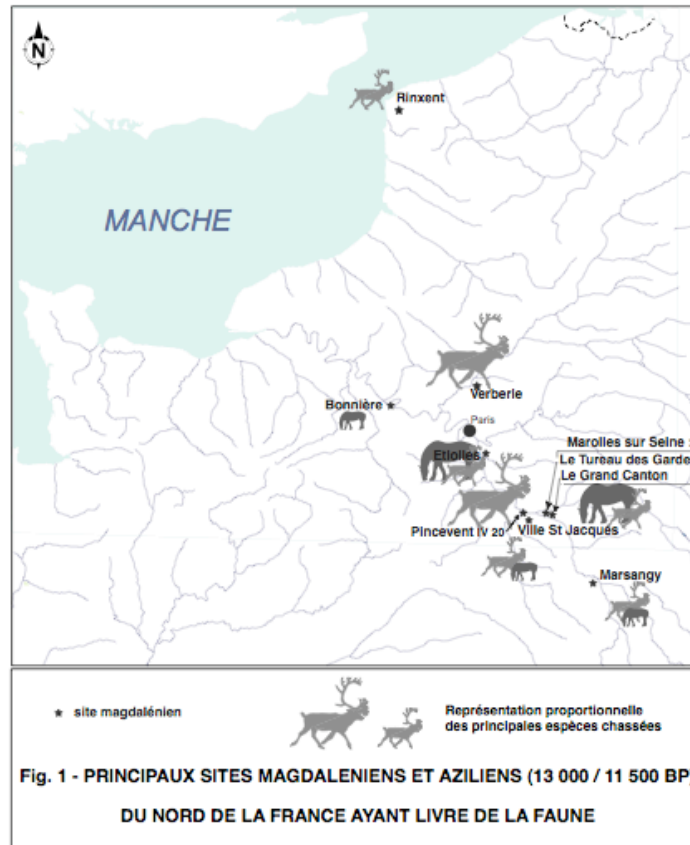 N
Rinxent
MANCHE
Verberie
Bonnière
Paris
Marolles sur Seine :
Etiolles
Le Tureau des Garde
Le Grand Canton
Pincevent IV 20
Ville St Jacques
Marsangy
site magdalénien
Représentation proportionnelle
des principales espèces chassées
Fig. 1 - PRINCIPAUX SITES MAGDALENIENS ET AZILIENS (13 000 / 11 500 BP)
DU NORD DE LA FRANCE AYANT LIVRE DE LA FAUNE